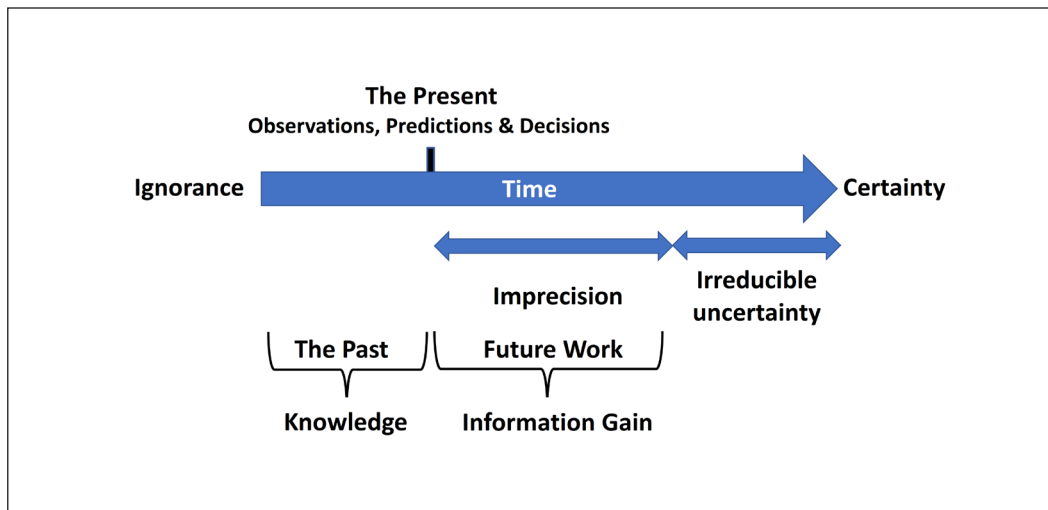 The Present
Observations, Predictions & Decisions
Ignorance
Time
Certainty
Imprecision
Irreducible
uncertainty
The Past
Future Work
Knowledge
Information Gain